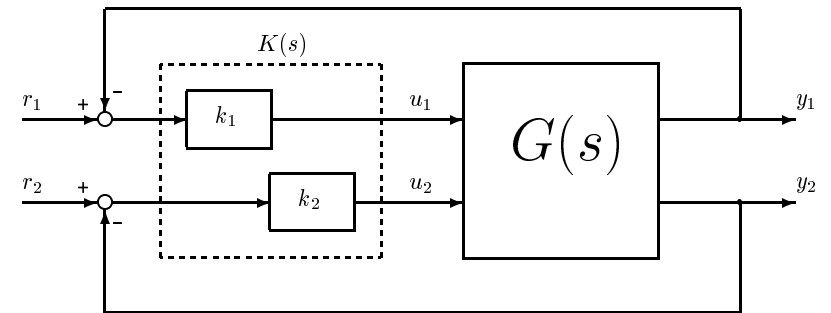 K(s)
−
r₁ + k₁ u₁ G(s) y₁
r₂ + k₂ u₂ y₂
−